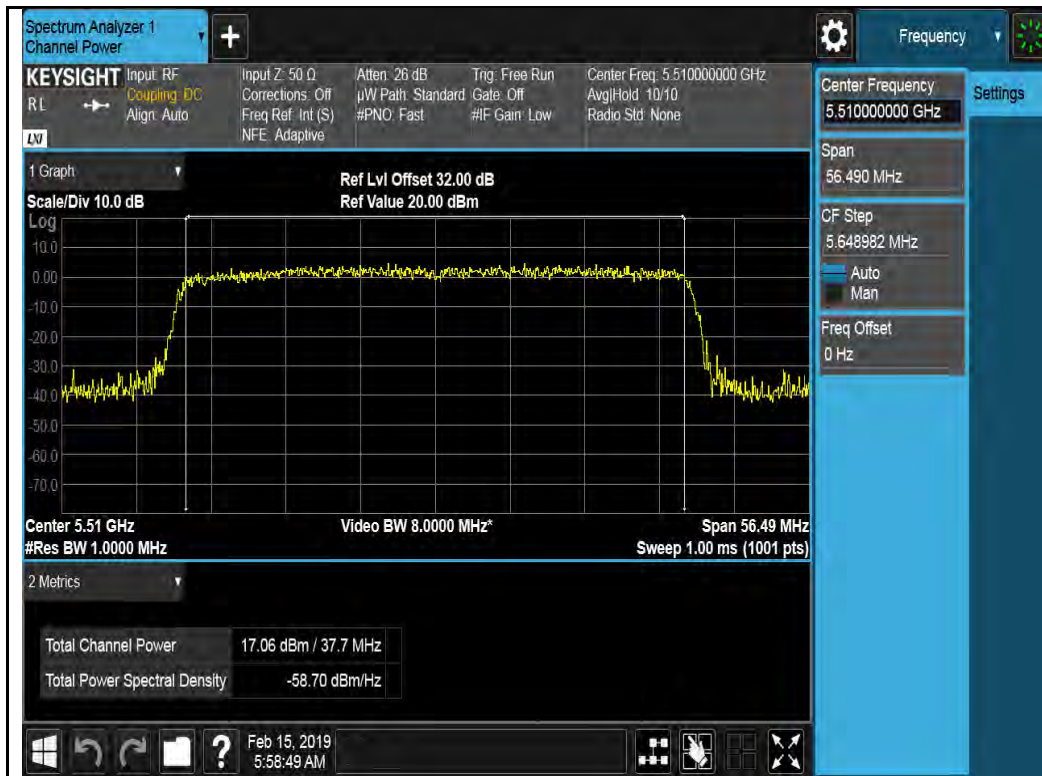 Spectrum Analyzer 1
Channel Power
+
Frequency
KEYSIGHT
RL
LXI
Input: RF
Coupling: DC
Align: Auto
Input Z: 50 Ω
Corrections: Off
Freq Ref: Int (S)
NFE: Adaptive
Atten: 26 dB
µW Path: Standard
#PNO: Fast
Trig: Free Run
Gate: Off
#IF Gain: Low
Center Freq: 5.510000000 GHz
Avg|Hold: 10/10
Radio Std: None
Center Frequency
5.510000000 GHz
Settings
Span
56.490 MHz
CF Step
5.648982 MHz
Auto
Man
Freq Offset
0 Hz
1 Graph
Scale/Div 10.0 dB
Ref Lvl Offset 32.00 dB
Ref Value 20.00 dBm
Log
10.0
0.00
-10.0
-20.0
-30.0
-40.0
-50.0
-60.0
-70.0
Center 5.51 GHz
Video BW 8.0000 MHz*
Span 56.49 MHz
#Res BW 1.0000 MHz
Sweep 1.00 ms (1001 pts)
2 Metrics
Total Channel Power 17.06 dBm / 37.7 MHz
Total Power Spectral Density -58.70 dBm/Hz
?
Feb 15, 2019
5:58:49 AM